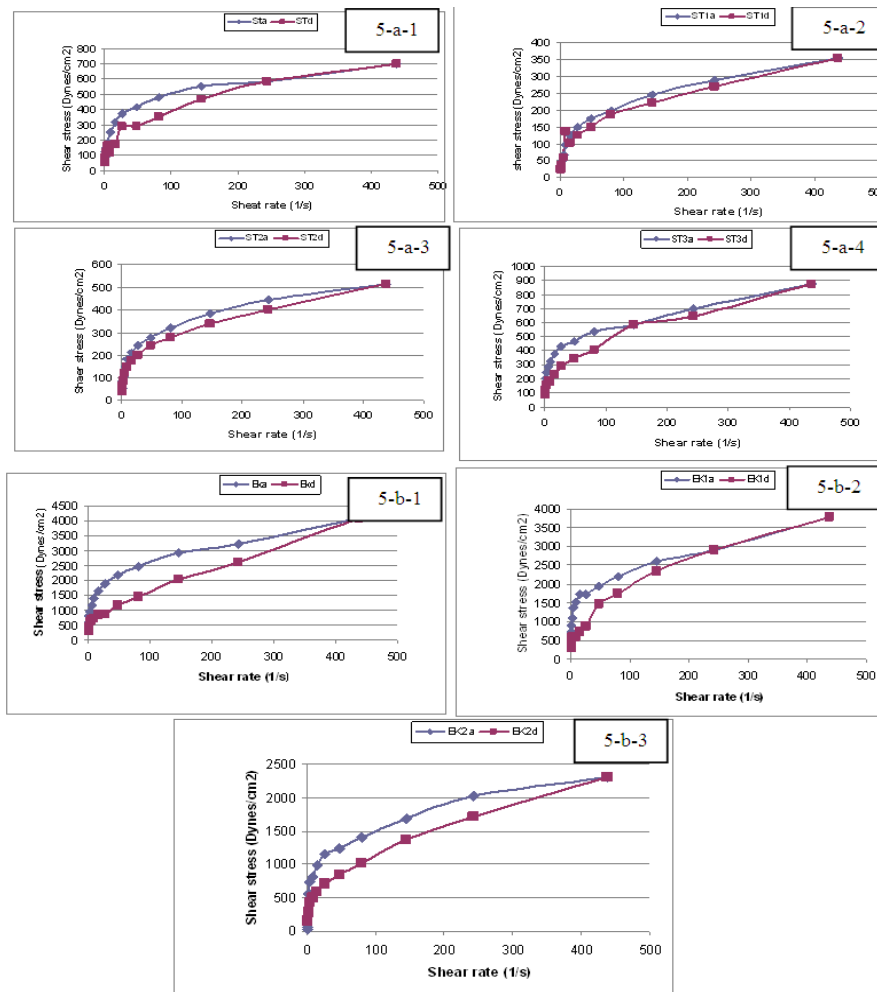 Sta STd
5-a-1
Shear stress (Dynes/cm2)
800
700
600
500
400
300
200
100
0
0 100 200 300 400 500
Sheat rate (1/s)
ST1a ST1d
5-a-2
shear stress (Dynes/cm2)
400
350
300
250
200
150
100
50
0
0 100 200 300 400 500
Shear rate (1/s)
ST2a ST2d
5-a-3
Shaer stress (Dynes/cm2)
600
500
400
300
200
100
0
0 100 200 300 400 500
Shear rate (1/s)
ST3a ST3d
5-a-4
Shear stress (Dynes/cm2)
1000
900
800
700
600
500
400
300
200
100
0
0 100 200 300 400 500
Shear rate (1/s)
Bka Bkd
5-b-1
Shear stress (Dynes/cm2)
4500
4000
3500
3000
2500
2000
1500
1000
500
0
0 100 200 300 400 500
Shear rate (1/s)
BK1a BK1d
5-b-2
Shear stress (Dynes/cm2)
4000
3500
3000
2500
2000
1500
1000
500
0
0 100 200 300 400 500
Shear rate (1/s)
BK2a BK2d
5-b-3
Shear stress (Dynes/cm2)
2500
2000
1500
1000
500
0
0 100 200 300 400 500
Shear rate (1/s)